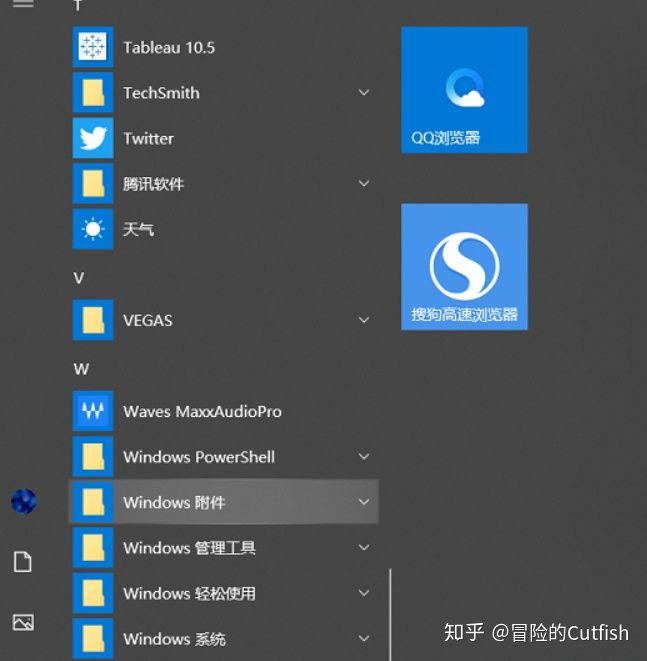 T
Tableau 10.5
TechSmith
Twitter
腾讯软件
天气
V
VEGAS
W
Waves MaxxAudioPro
Windows PowerShell
Windows 附件
Windows 管理工具
Windows 轻松使用
Windows 系统
QQ浏览器
搜狗高速浏览器
知乎 @冒险的Cutfish